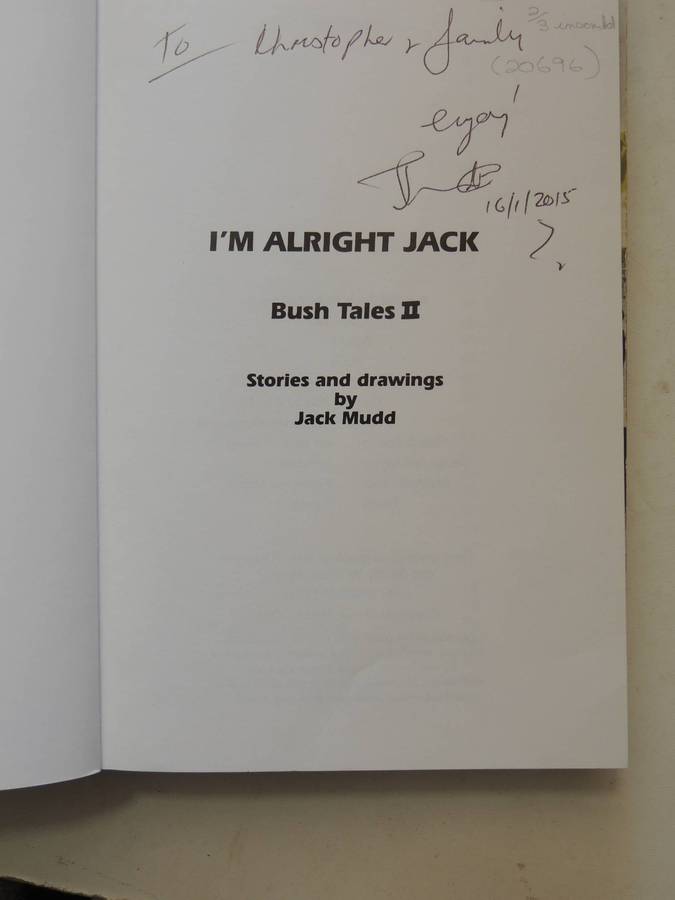 To Christopher & family
(20696)
enjoy!
16/1/2015
I'M ALRIGHT JACK
Bush Tales II
Stories and drawings
by
Jack Mudd